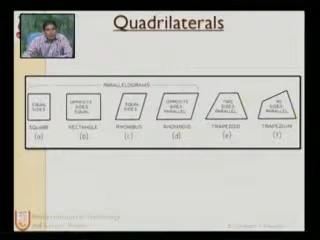 Quadrilaterals
PARALLELOGRAMS
EQUAL SIDES
OPPOSITE SIDES EQUAL
EQUAL SIDES
OPPOSITE SIDES PARALLEL
TWO SIDES PARALLEL
NO SIDES PARALLEL
SQUARE RECTANGLE RHOMBUS RHOMBOID TRAPEZOID TRAPEZIUM
(a) (b) (c) (d) (e) (f)